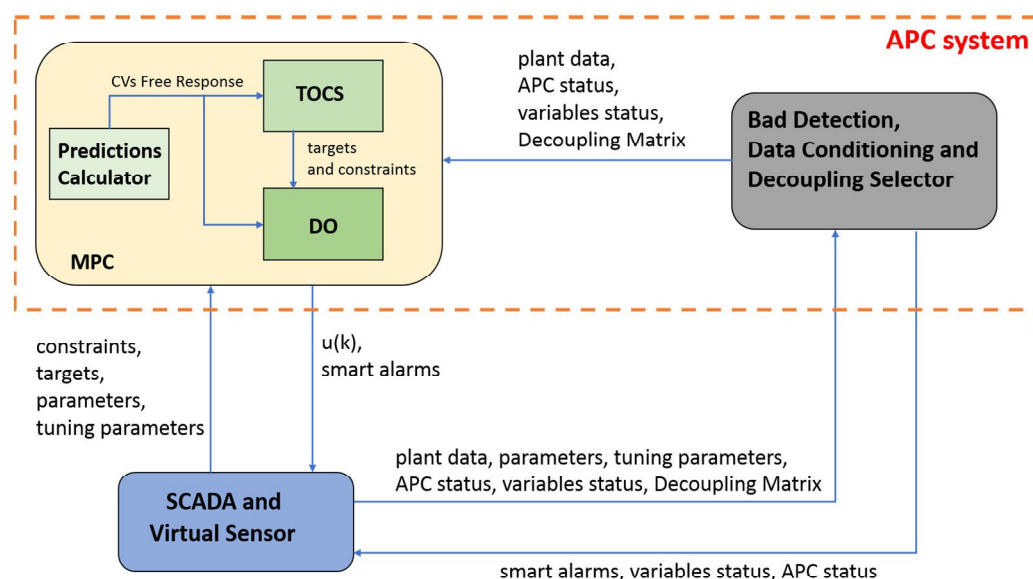 APC system
CVs Free Response
TOCS
Predictions
Calculator
targets
and constraints
DO
MPC
plant data,
APC status,
variables status,
Decoupling Matrix
Bad Detection,
Data Conditioning and
Decoupling Selector
constraints,
targets,
parameters,
tuning parameters
u(k),
smart alarms
SCADA and
Virtual Sensor
plant data, parameters, tuning parameters,
APC status, variables status, Decoupling Matrix
smart alarms, variables status, APC status